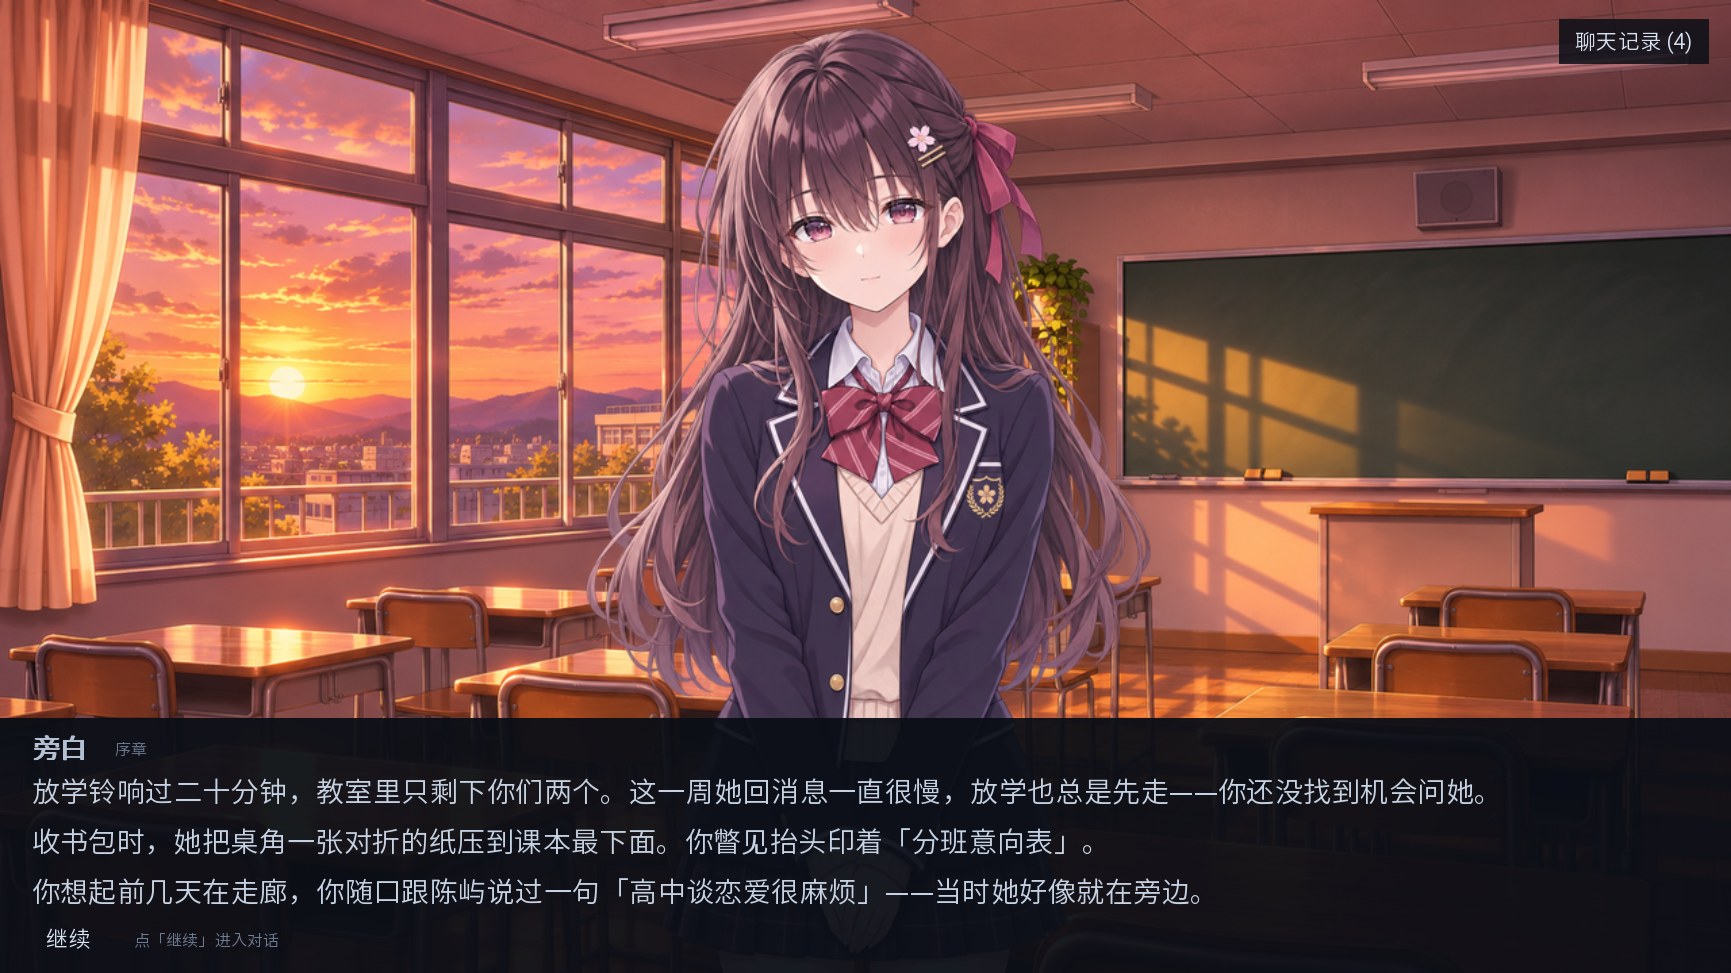 聊天记录 (4)
旁白 序章
放学铃响过二十分钟，教室里只剩下你们两个。这一周她回消息一直很慢，放学也总是先走——你还没找到机会问她。
收书包时，她把桌角一张对折的纸压到课本最下面。你瞥见抬头印着「分班意向表」。
你想起前几天在走廊，你随口跟陈屿说过一句「高中谈恋爱很麻烦」——当时她好像就在旁边。
继续 点「继续」进入对话